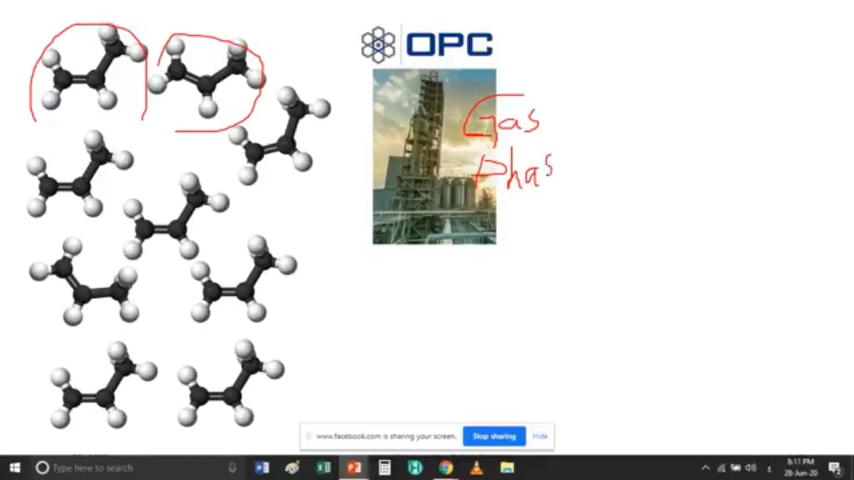 OPC
Gas
Phas
www.facebook.com is sharing your screen.
Stop sharing
Hide
Type here to search
9:11 PM
28-Jun-20